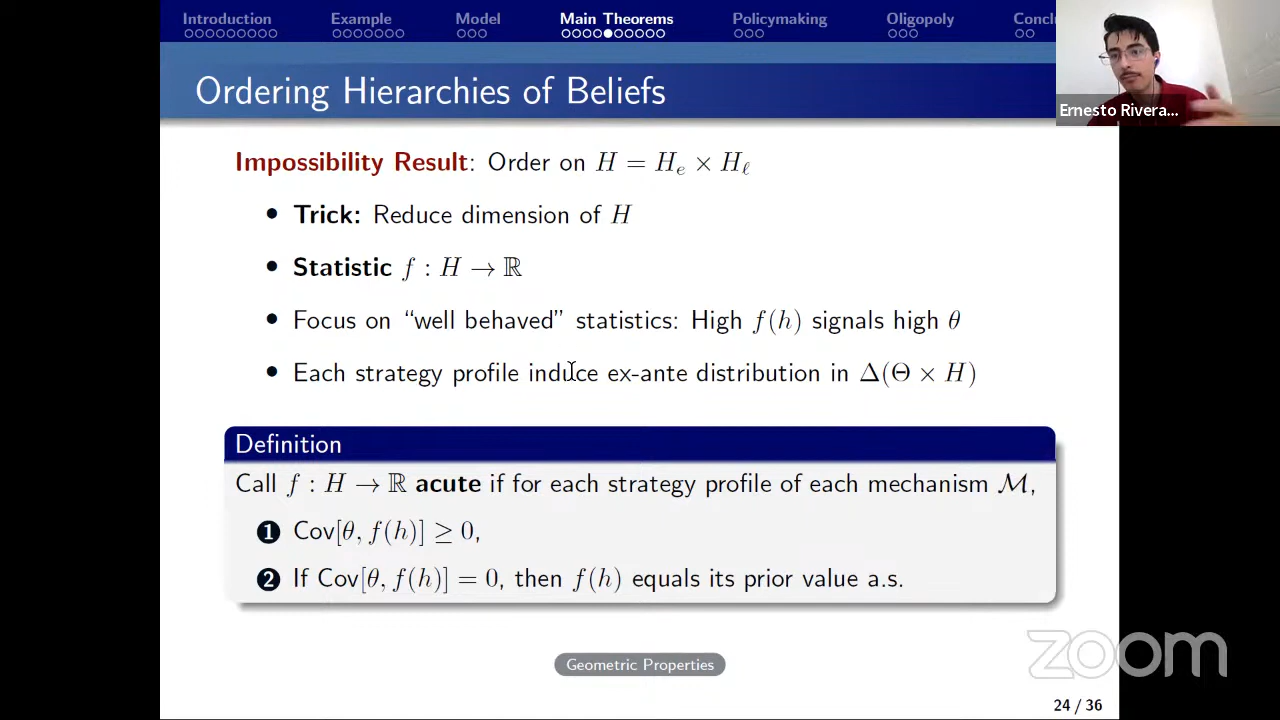 Introduction Example Model Main Theorems Policymaking Oligopoly Concl
Ordering Hierarchies of Beliefs
Ernesto Rivera...
Impossibility Result: Order on H = Hₑ × H_ℓ
• Trick: Reduce dimension of H
• Statistic f : H → ℝ
• Focus on “well behaved” statistics: High f(h) signals high θ
• Each strategy profile induce ex-ante distribution in Δ(Θ × H)
Definition
Call f : H → ℝ acute if for each strategy profile of each mechanism ℳ,
1 Cov[θ, f(h)] ≥ 0,
2 If Cov[θ, f(h)] = 0, then f(h) equals its prior value a.s.
Geometric Properties
zoom
24 / 36